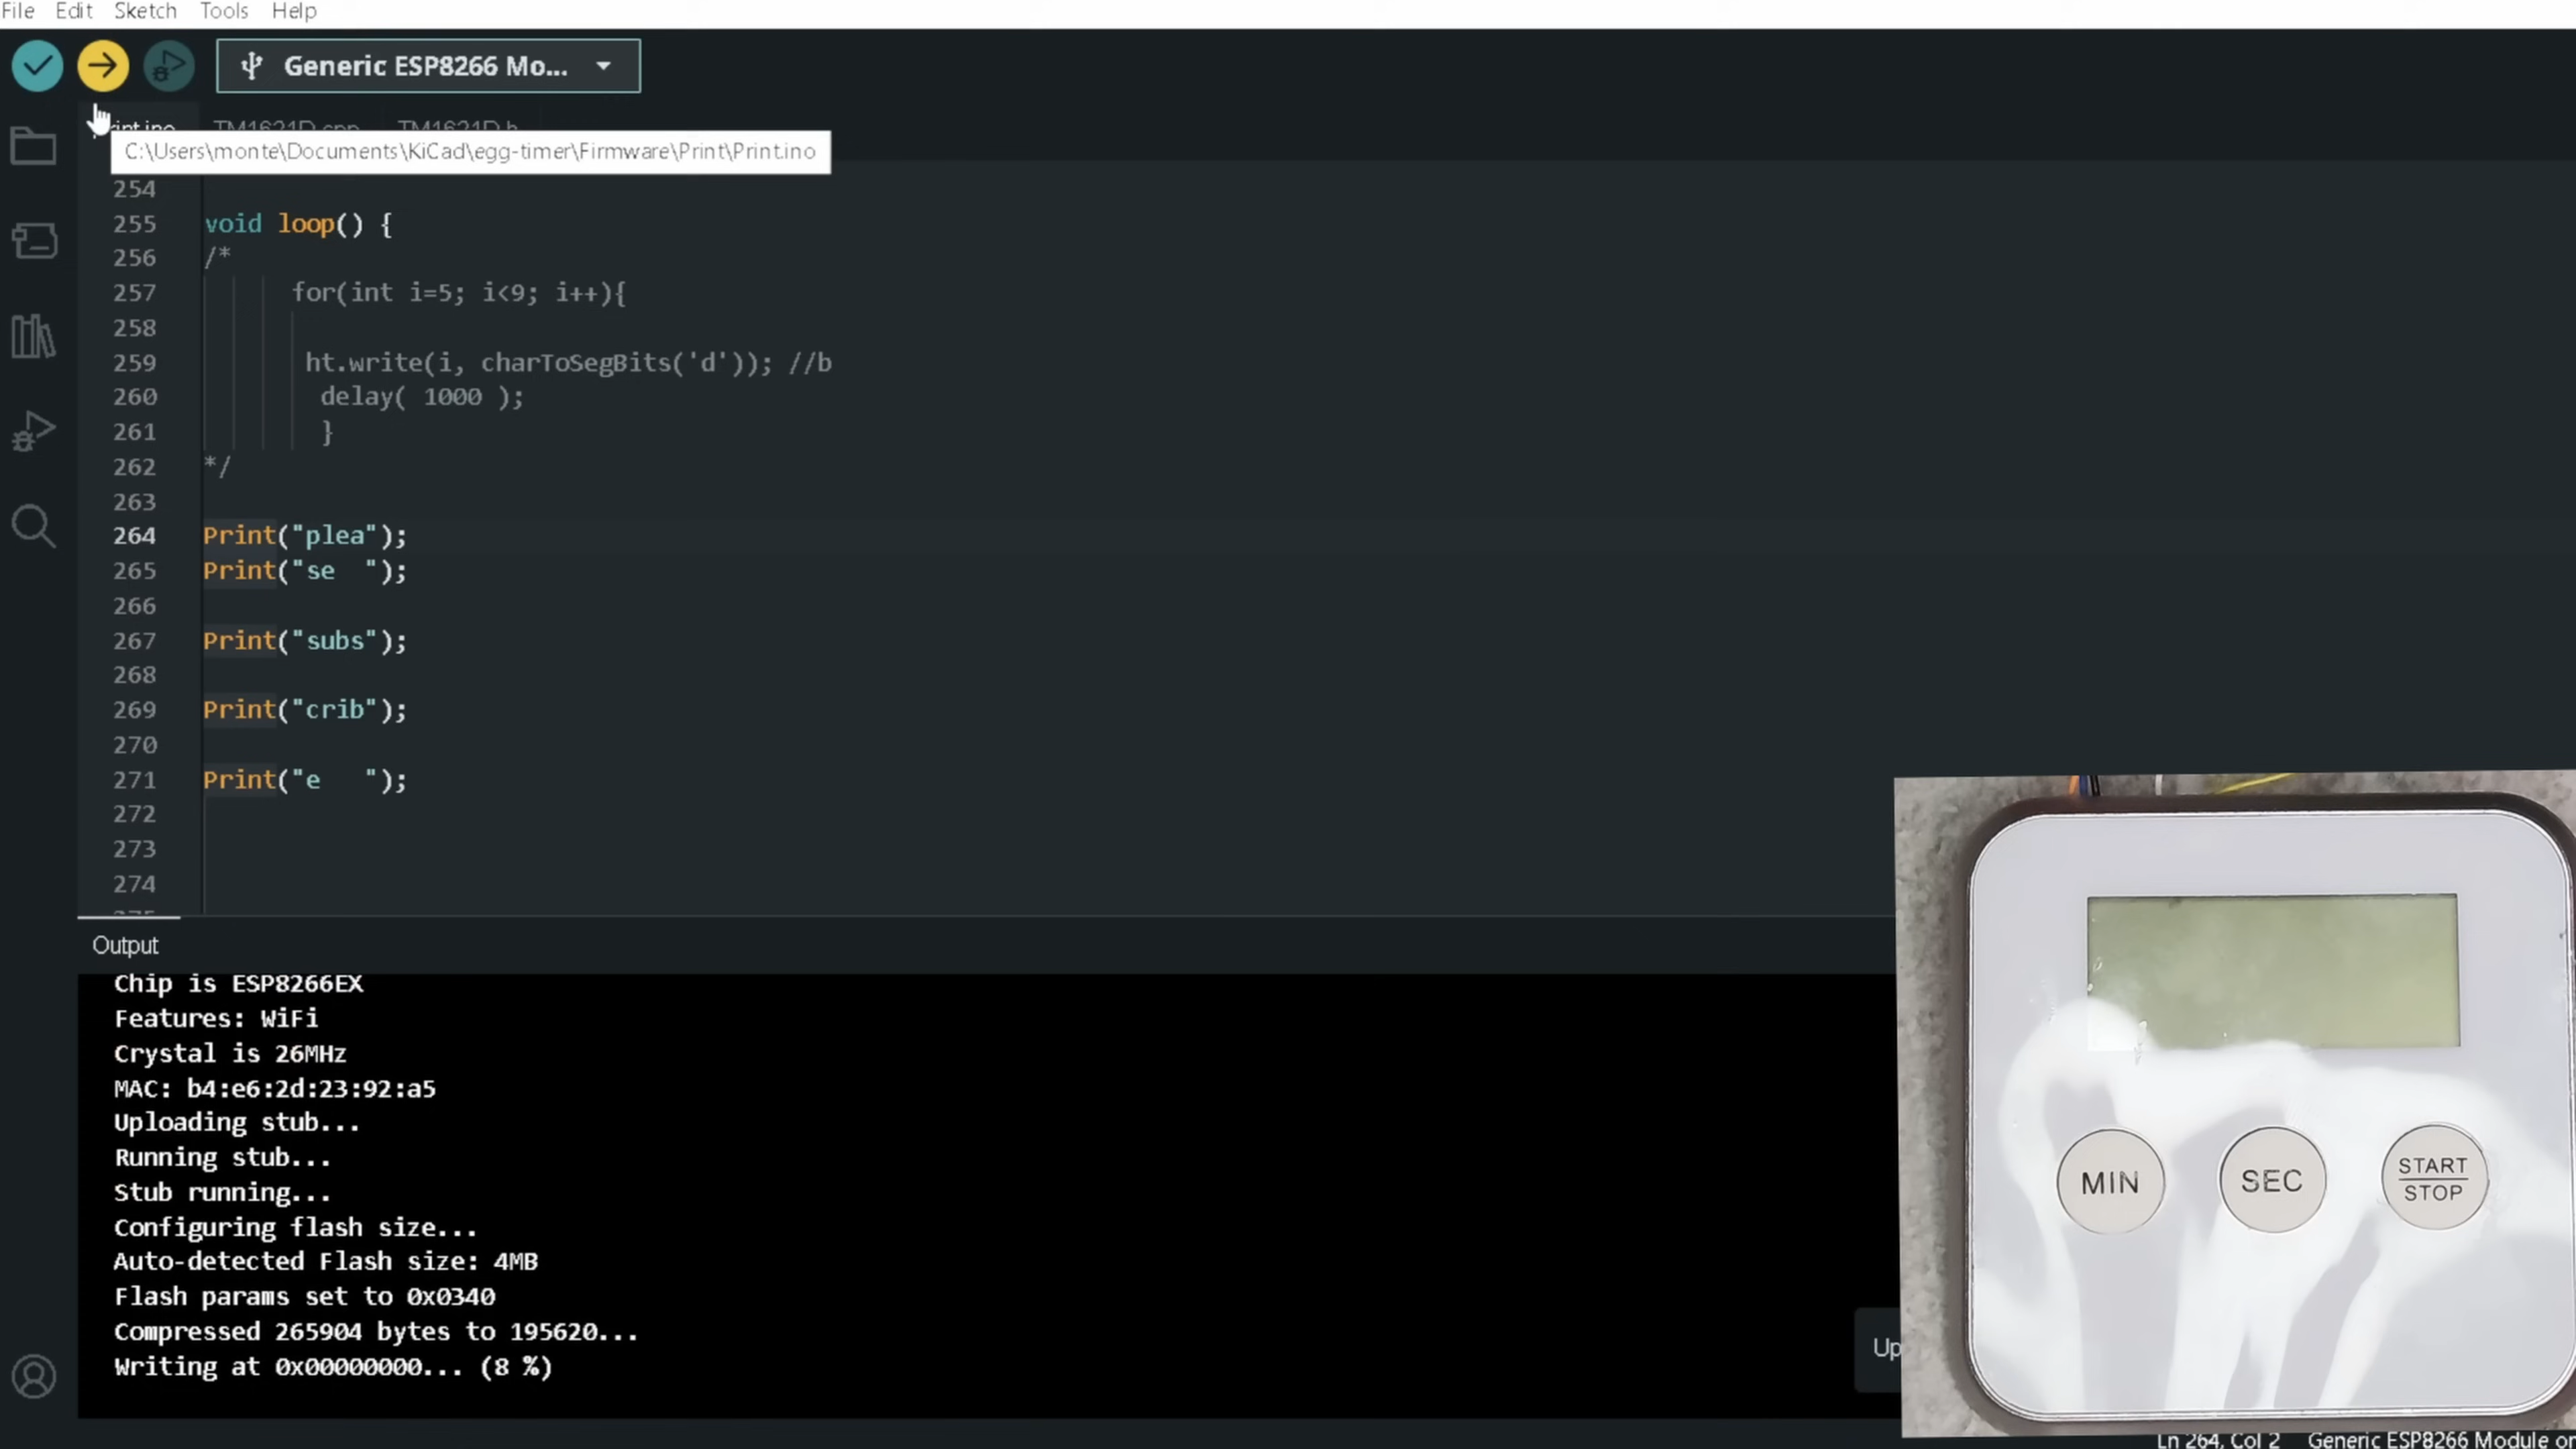 File Edit Sketch Tools Help
Generic ESP8266 Mo...
C:\Users\monte\Documents\KiCad\egg-timer\Firmware\Print\Print.ino
254
255 void loop() {
256 /*
257 for(int i=5; i<9; i++){
258
259 ht.write(i, charToSegBits('d')); //b
260 delay( 1000 );
261 }
262 */
263
264 Print("plea");
265 Print("se  ");
266
267 Print("subs");
268
269 Print("crib");
270
271 Print("e   ");
272
273
274
Output
Chip is ESP8266EX
Features: WiFi
Crystal is 26MHz
MAC: b4:e6:2d:23:92:a5
Uploading stub...
Running stub...
Stub running...
Configuring flash size...
Auto-detected Flash size: 4MB
Flash params set to 0x0340
Compressed 265904 bytes to 195620...
Writing at 0x00000000... (8 %)
Up
MIN SEC START
STOP
Ln 264, Col 2 Generic ESP8266 Module on